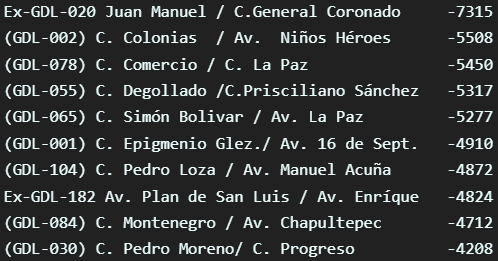 Ex-GDL-020 Juan Manuel / C.General Coronado -7315
(GDL-002) C. Colonias / Av. Niños Héroes -5508
(GDL-078) C. Comercio / C. La Paz -5450
(GDL-055) C. Degollado /C.Prisciliano Sánchez -5317
(GDL-065) C. Simón Bolivar / Av. La Paz -5277
(GDL-001) C. Epigmenio Glez./ Av. 16 de Sept. -4910
(GDL-104) C. Pedro Loza / Av. Manuel Acuña -4872
Ex-GDL-182 Av. Plan de San Luis / Av. Enríque -4824
(GDL-084) C. Montenegro / Av. Chapultepec -4712
(GDL-030) C. Pedro Moreno/ C. Progreso -4208